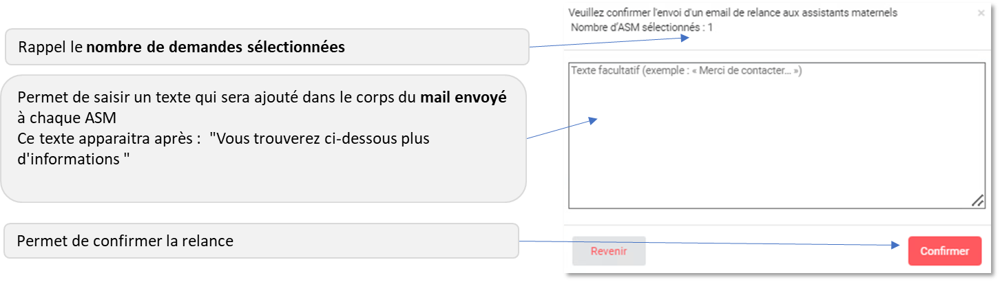 Rappel le nombre de demandes sélectionnées
Permet de saisir un texte qui sera ajouté dans le corps du mail envoyé
à chaque ASM
Ce texte apparaitra après :  "Vous trouverez ci-dessous plus
d'informations "
Permet de confirmer la relance
Veuillez confirmer l'envoi d'un email de relance aux assistants maternels
×
Nombre d'ASM sélectionnés : 1
Texte facultatif (exemple : « Merci de contacter... »)
Revenir
Confirmer